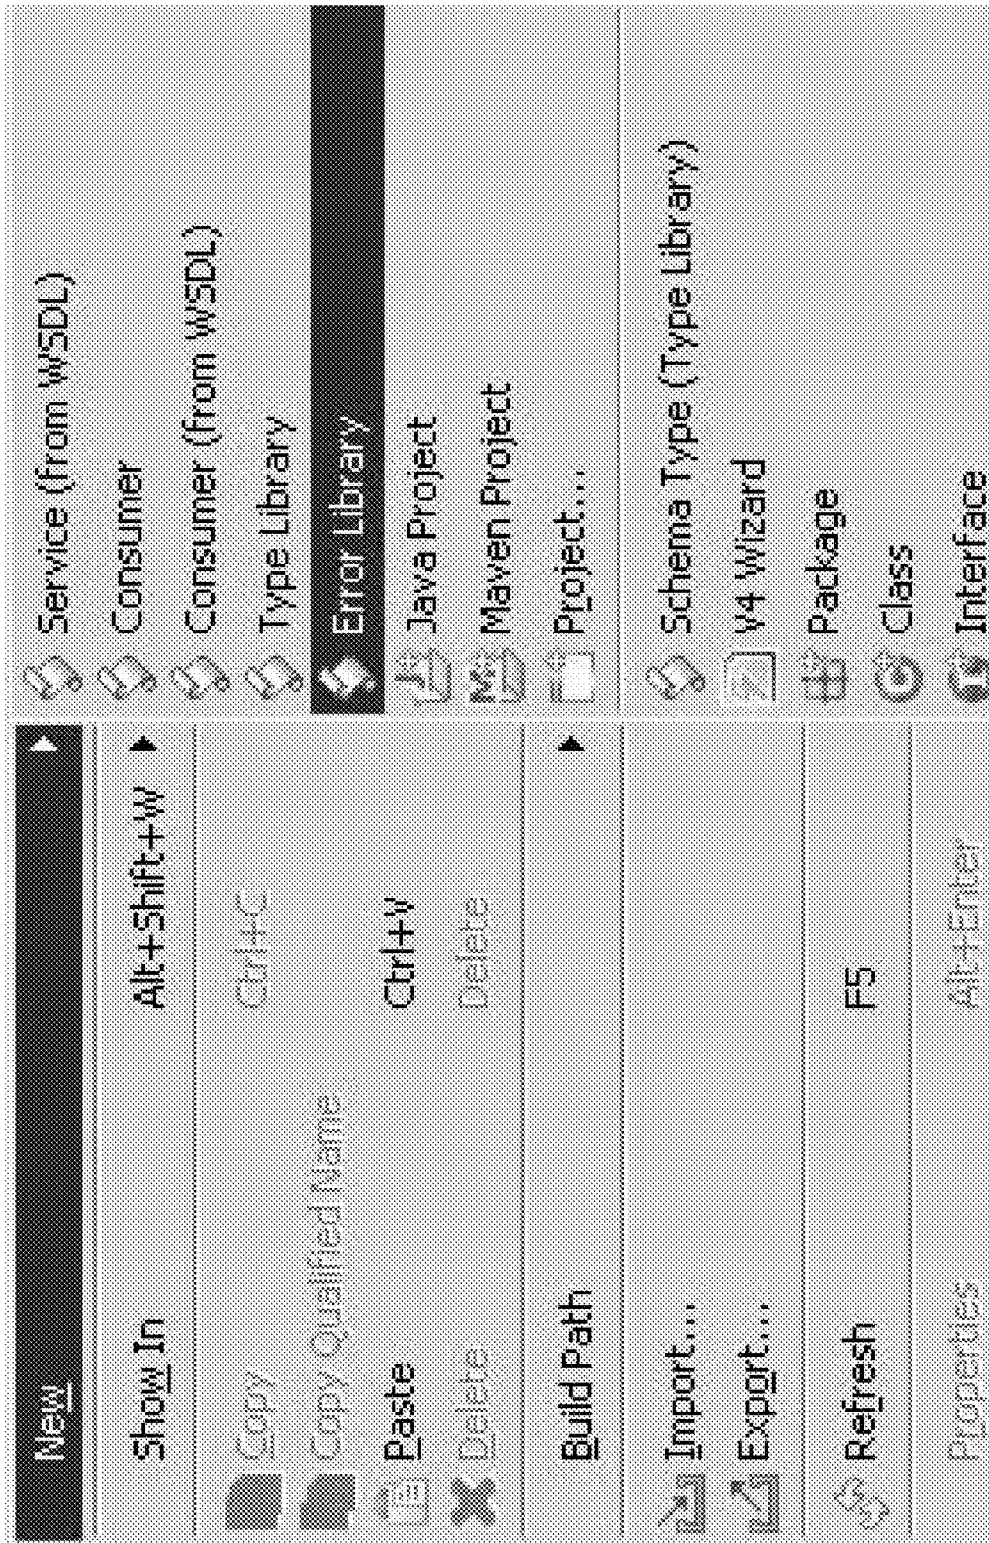 New
Show In Alt+Shift+W
Copy Ctrl+C
Copy Qualified Name
Paste Ctrl+V
Delete Delete
Build Path
Import...
Export...
Refresh F5
Properties Alt+Enter
Service (from WSDL)
Consumer
Consumer (from WSDL)
Type Library
Error Library
Java Project
Maven Project
Project...
Schema Type (Type Library)
V4 Wizard
Package
Class
Interface